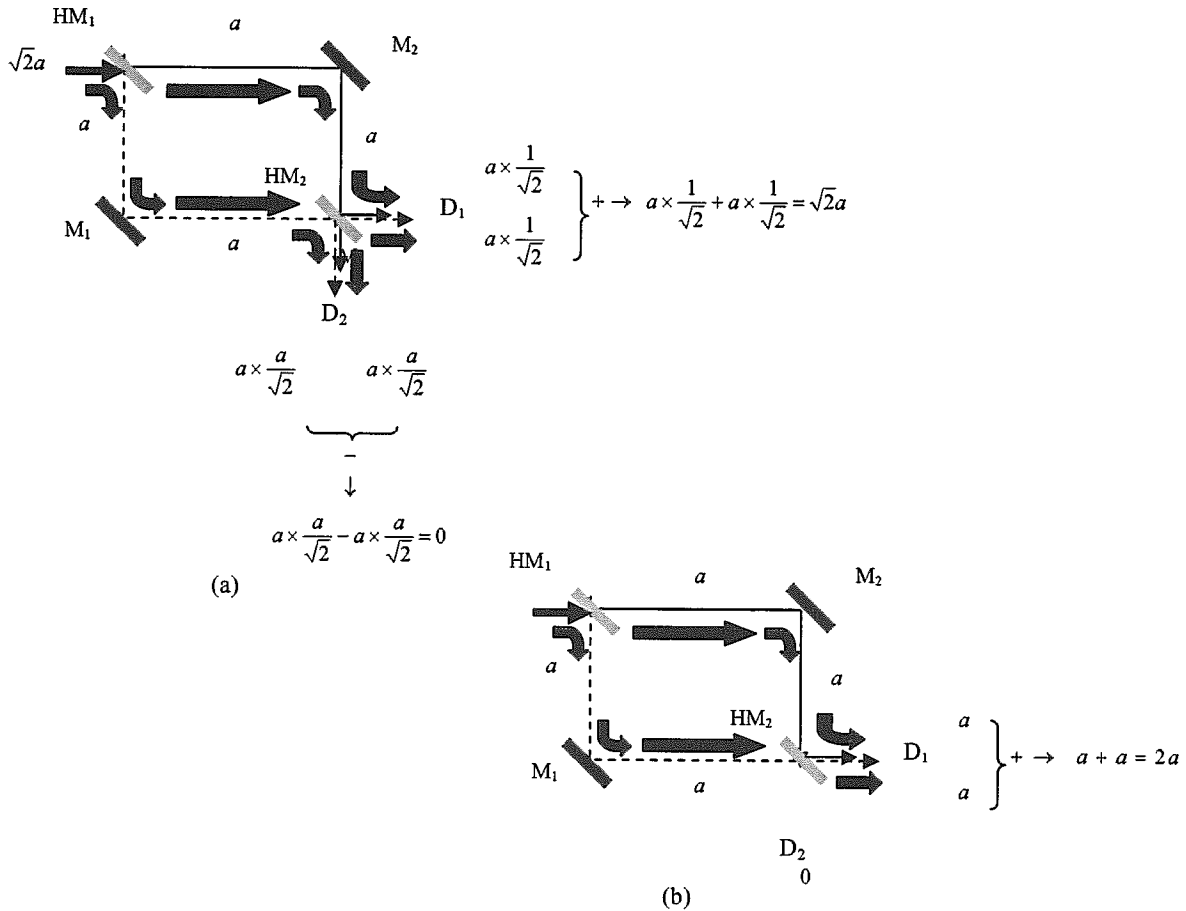 HM₁
a
M₂
√2a
a
a
HM₂
M₁
a
D₁
a × 1/√2
a × 1/√2
+ → a × 1/√2 + a × 1/√2 = √2a
D₂
a × a/√2 a × a/√2
−
↓
a × a/√2 − a × a/√2 = 0
(a)
HM₁
a
M₂
a
a
HM₂
M₁
a
D₁
a
a
+ → a + a = 2a
D₂
0
(b)